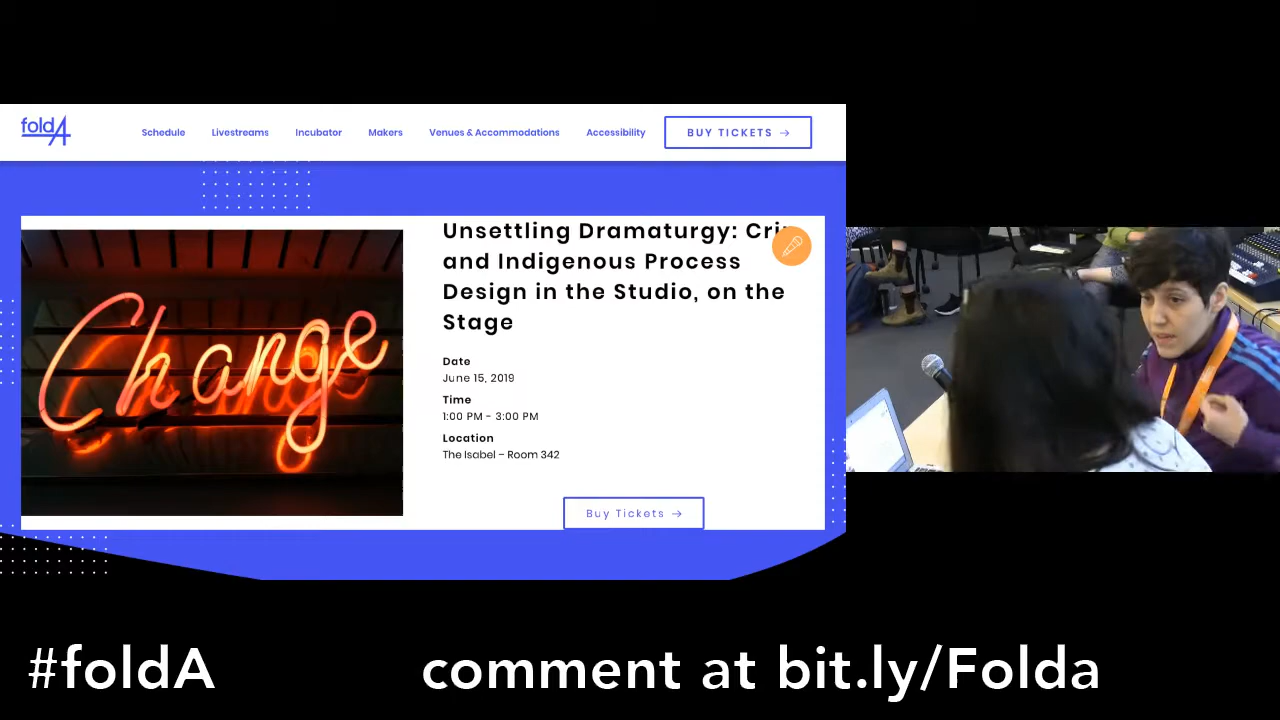 foldA
Schedule
Livestreams
Incubator
Makers
Venues & Accommodations
Accessibility
BUY TICKETS →
Change
Unsettling Dramaturgy: Cri
and Indigenous Process
Design in the Studio, on the
Stage
Date
June 15, 2019
Time
1:00 PM - 3:00 PM
Location
The Isabel – Room 342
Buy Tickets →
#foldA
comment at bit.ly/Folda